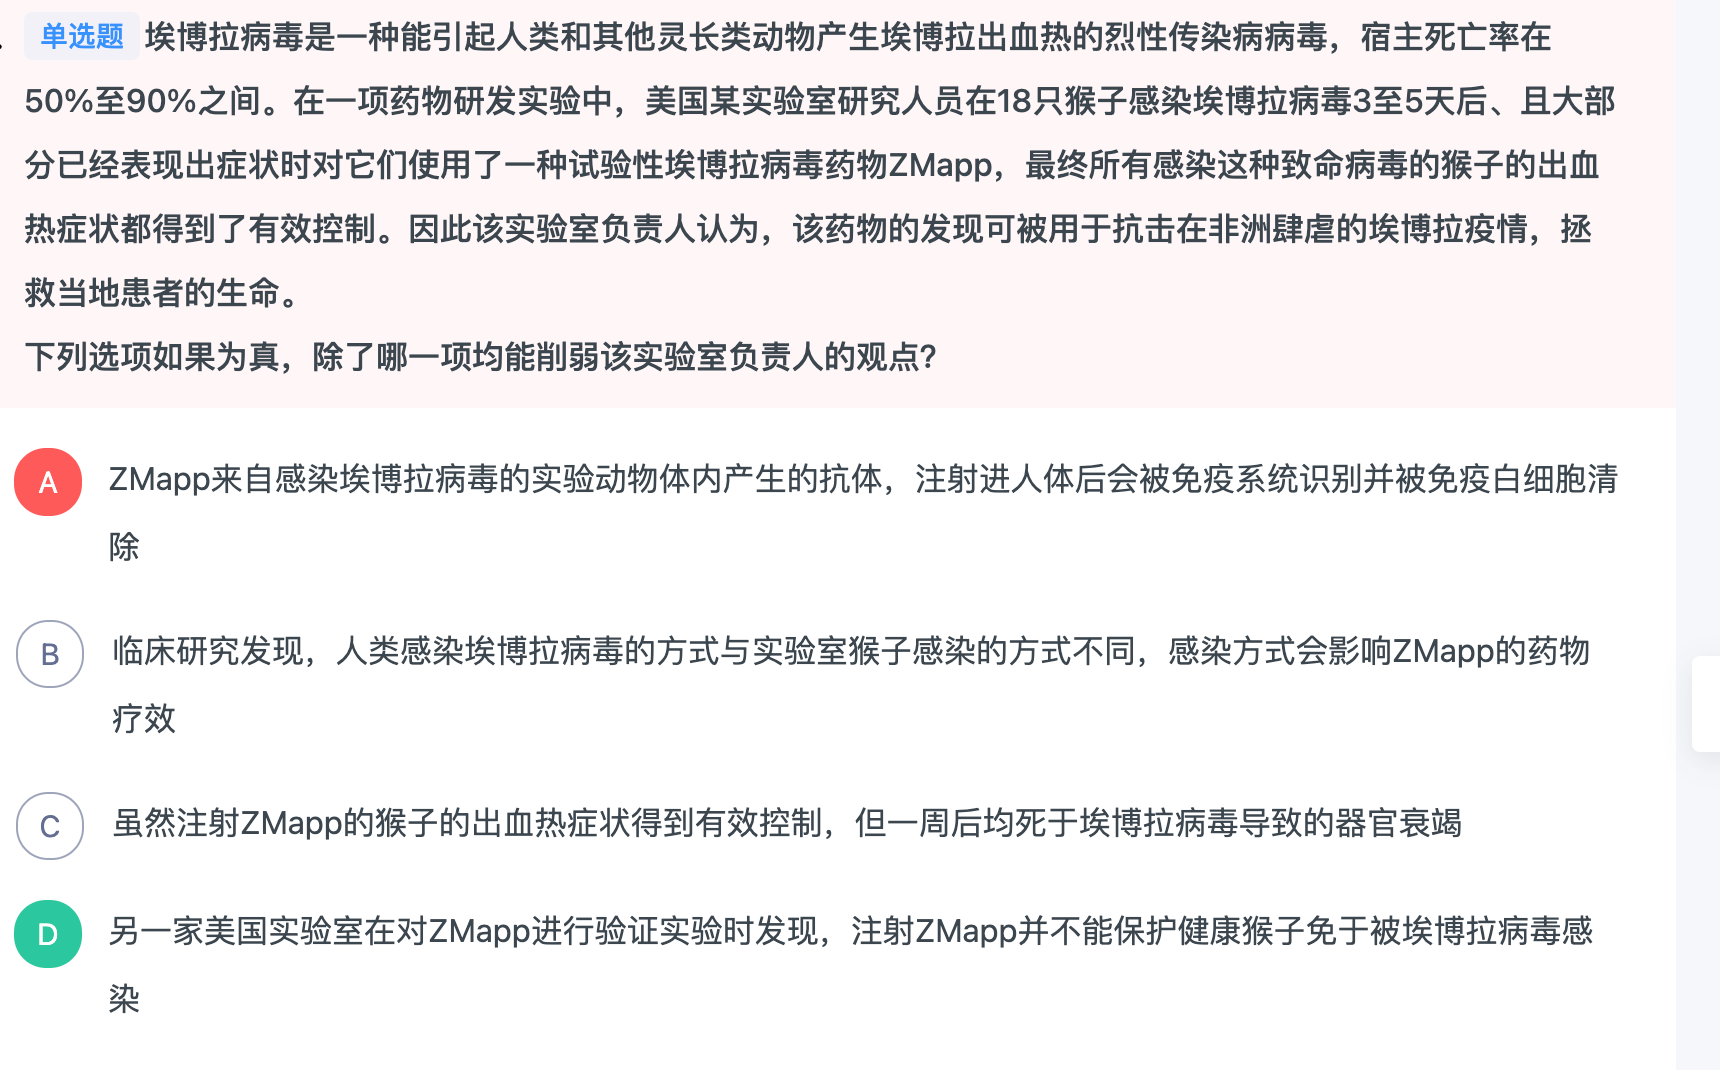 单选题 埃博拉病毒是一种能引起人类和其他灵长类动物产生埃博拉出血热的烈性传染病病毒，宿主死亡率在
50%至90%之间。在一项药物研发实验中，美国某实验室研究人员在18只猴子感染埃博拉病毒3至5天后、且大部
分已经表现出症状时对它们使用了一种试验性埃博拉病毒药物ZMapp，最终所有感染这种致命病毒的猴子的出血
热症状都得到了有效控制。因此该实验室负责人认为，该药物的发现可被用于抗击在非洲肆虐的埃博拉疫情，拯
救当地患者的生命。
下列选项如果为真，除了哪一项均能削弱该实验室负责人的观点?
A ZMapp来自感染埃博拉病毒的实验动物体内产生的抗体，注射进人体后会被免疫系统识别并被免疫白细胞清
除
B 临床研究发现，人类感染埃博拉病毒的方式与实验室猴子感染的方式不同，感染方式会影响ZMapp的药物
疗效
C 虽然注射ZMapp的猴子的出血热症状得到有效控制，但一周后均死于埃博拉病毒导致的器官衰竭
D 另一家美国实验室在对ZMapp进行验证实验时发现，注射ZMapp并不能保护健康猴子免于被埃博拉病毒感
染